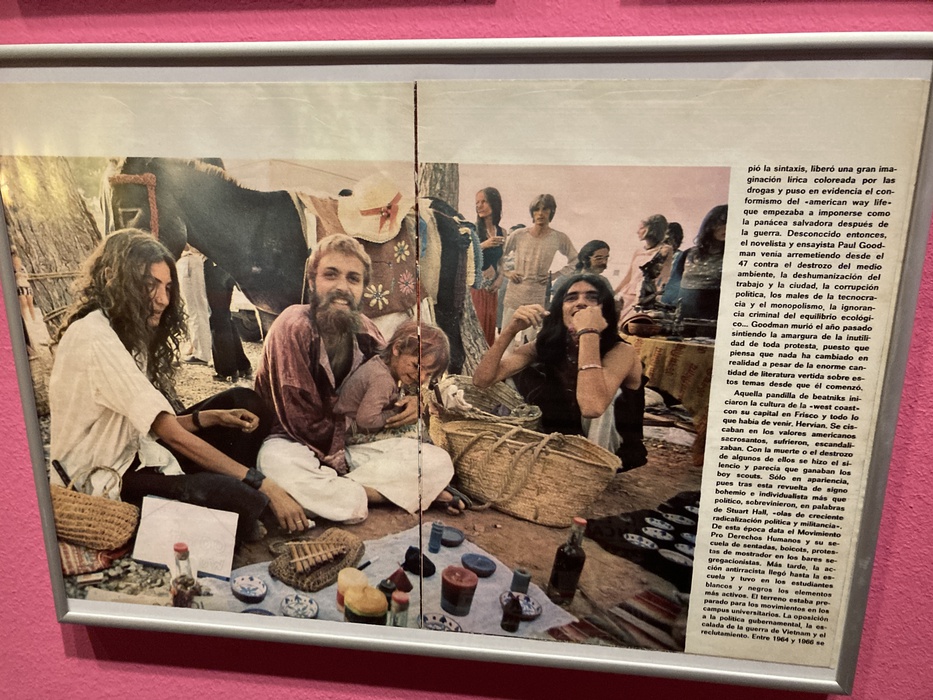 pió la sintaxis, liberó una gran ima-
ginación lírica coloreada por las
drogas y puso en evidencia el con-
formismo del «american way life»
que empezaba a imponerse como
la panácea salvadora después de
la guerra. Desconocido entonces,
el novelista y ensayista Paul Good-
man venía arremetiendo desde el
47 contra el destrozo del medio
ambiente, la deshumanización del
trabajo y la ciudad, la corrupción
política, los males de la tecnocra-
cia y el monopolismo, la ignoran-
cia criminal del equilibrio ecológi-
co... Goodman murió el año pasado
sintiendo la amargura de la inutili-
dad de toda protesta, puesto que
piensa que nada ha cambiado en
realidad a pesar de la enorme can-
tidad de literatura vertida sobre es-
tos temas desde que él comenzó.
Aquella pandilla de beatniks ini-
ciaron la cultura de la «west coast»
con su capital en Frisco y todo lo
que había de venir. Hervían. Se cis-
caban en los valores americanos
sacrosantos, sufrieron, escandali-
zaban. Con la muerte o el destrozo
de algunos de ellos se hizo el si-
lencio y parecía que ganaban los
boy scouts. Sólo en apariencia,
pues tras esta revuelta de signo
bohemio e individualista más que
político, sobrevinieron, en palabras
de Stuart Hall, «olas de creciente
radicalización política y militancia».
De esta época data el Movimiento
Pro Derechos Humanos y su se-
cuela de sentadas, boicots, protes-
tas de mostrador en los bares se-
gregacionistas. Más tarde, la ac-
ción antirracista llegó hasta la es-
cuela y tuvo en los estudiantes
blancos y negros los elementos
más activos. El terreno estaba pre-
parado para los movimientos en los
campus universitarios. La oposición
a la política gubernamental, la es-
calada de la guerra de Vietnam y el
reclutamiento. Entre 1964 y 1966 se